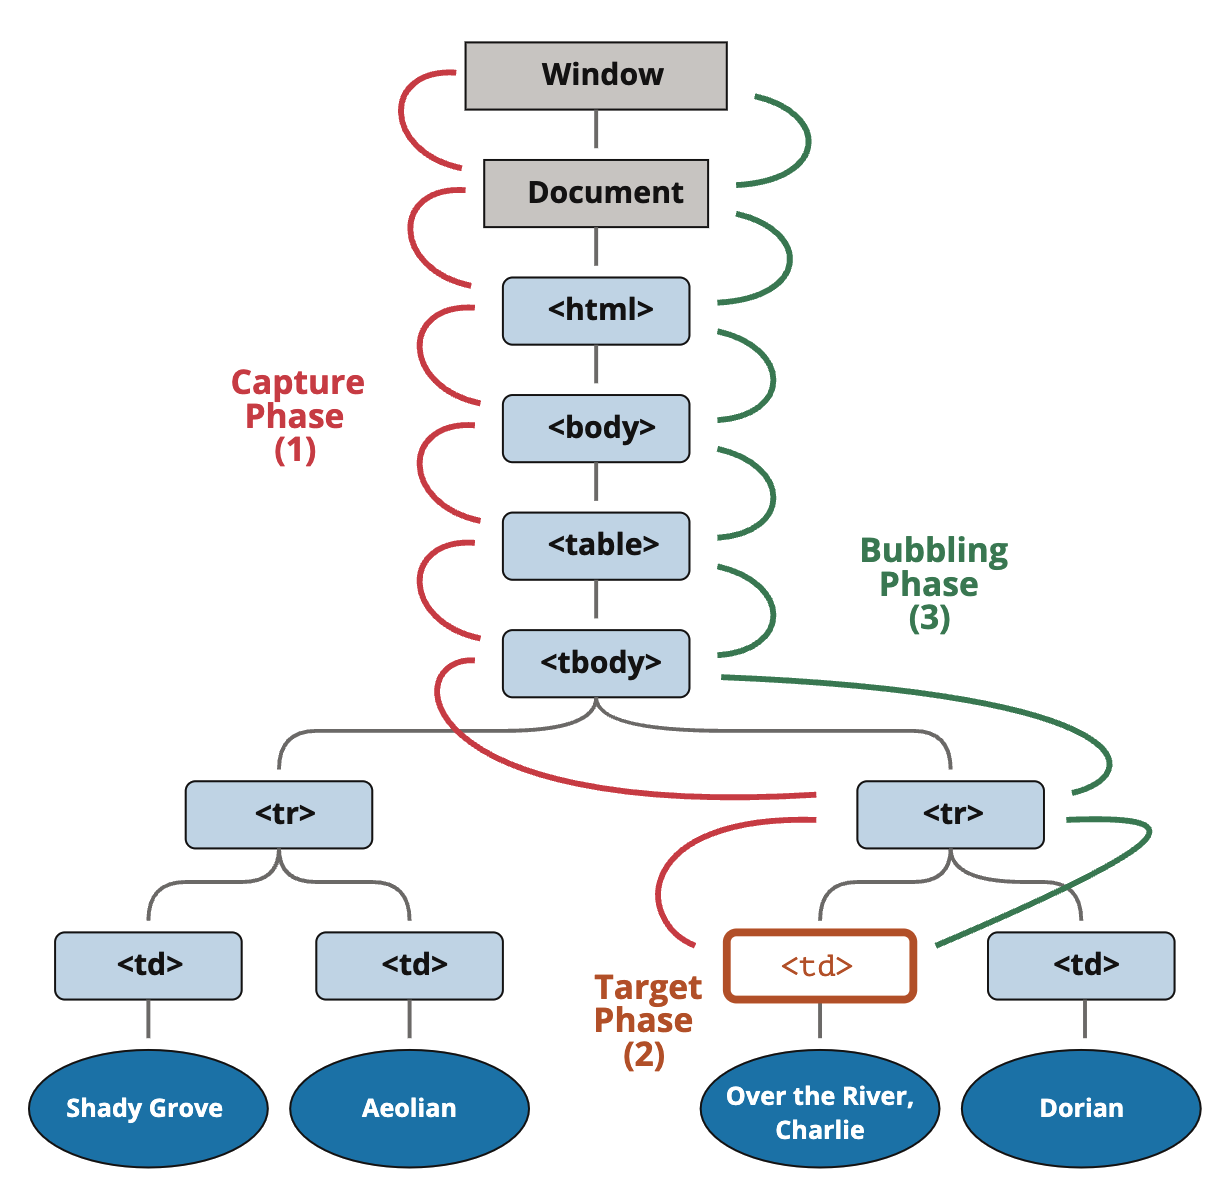 Window
Document
<html>
Capture
Phase
(1)
<body>
<table>
Bubbling
Phase
(3)
<tbody>
<tr>
<tr>
<td>
<td>
<td>
<td>
Target
Phase
(2)
Shady Grove
Aeolian
Over the River,
Charlie
Dorian